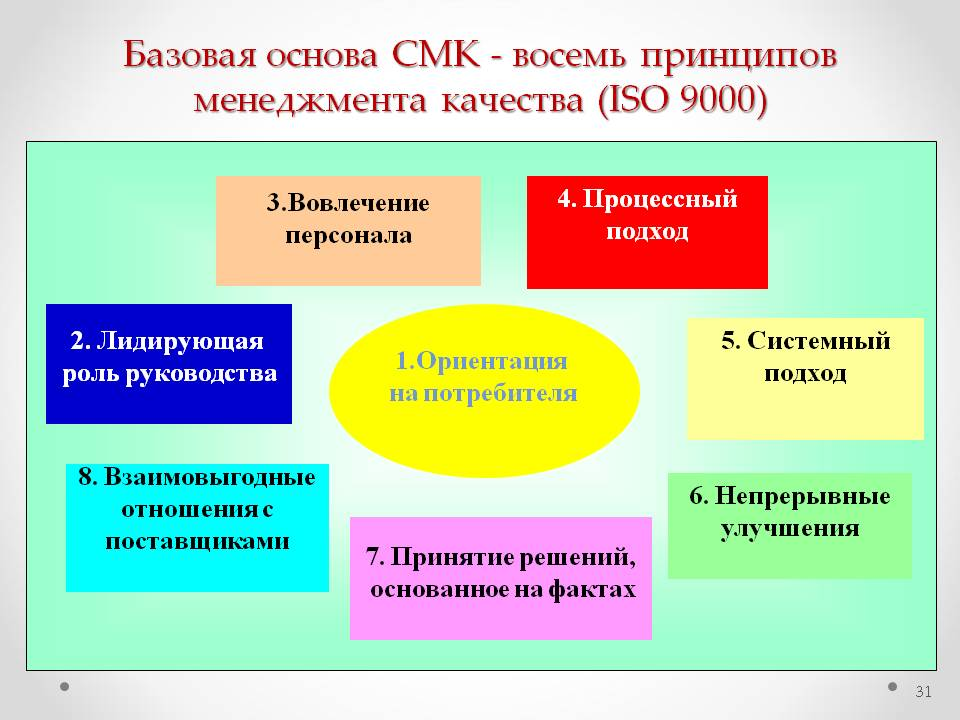 Базовая основа СМК - восемь принципов
менеджмента качества (ISO 9000)
3.Вовлечение
персонала
4. Процессный
подход
2. Лидирующая
роль руководства
1.Ориентация
на потребителя
5. Системный
подход
8. Взаимовыгодные
отношения с
поставщиками
7. Принятие решений,
основанное на фактах
6. Непрерывные
улучшения
31